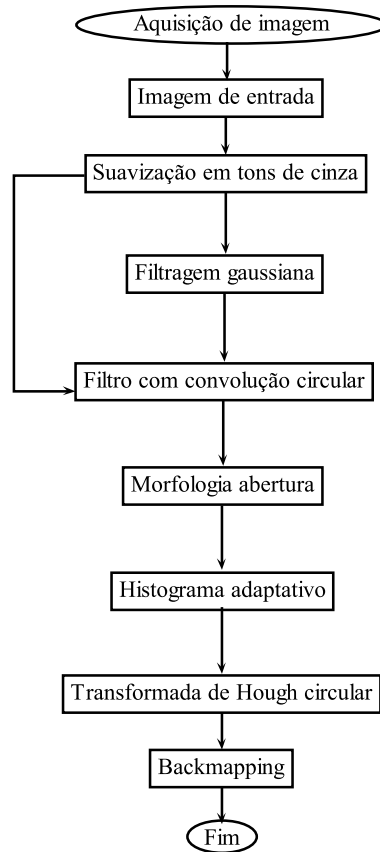 Aquisição de imagem
Imagem de entrada
Suavização em tons de cinza
Filtragem gaussiana
Filtro com convolução circular
Morfologia abertura
Histograma adaptativo
Transformada de Hough circular
Backmapping
Fim